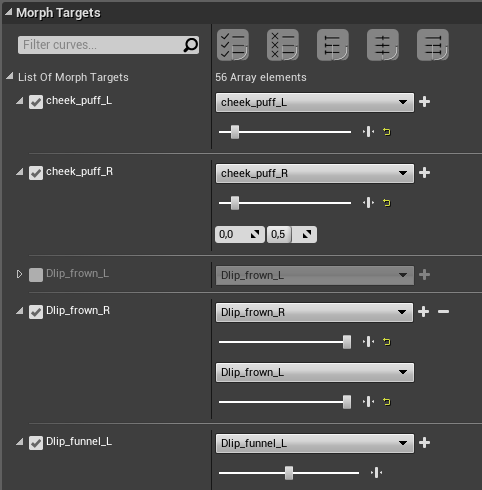 Morph Targets
Filter curves...
List Of Morph Targets 56 Array elements
cheek_puff_L cheek_puff_L
cheek_puff_R cheek_puff_R
0,0 0,5
Dlip_frown_L Dlip_frown_L
Dlip_frown_R Dlip_frown_R
Dlip_frown_L
Dlip_funnel_L Dlip_funnel_L